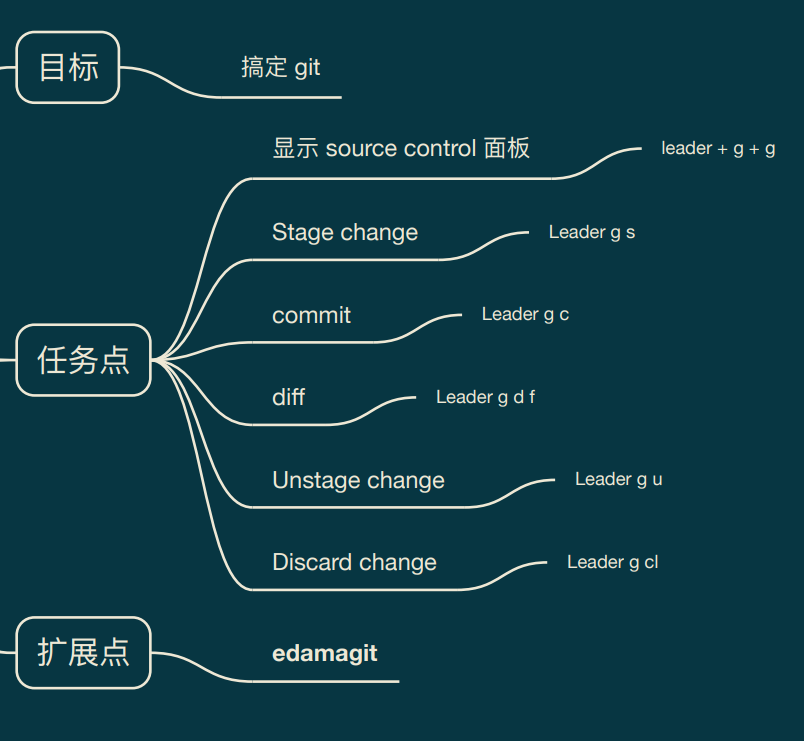 目标
搞定 git
任务点
显示 source control 面板
leader + g + g
Stage change
Leader g s
commit
Leader g c
diff
Leader g d f
Unstage change
Leader g u
Discard change
Leader g cl
扩展点
edamagit